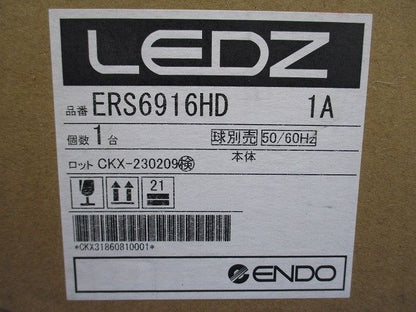 LEDZ
品番 ERS6916HD 1A
個数 1台 球別売 50/60Hz
本体
ロット CKX-230209 検
21
*CKX31860810001*
ENDO